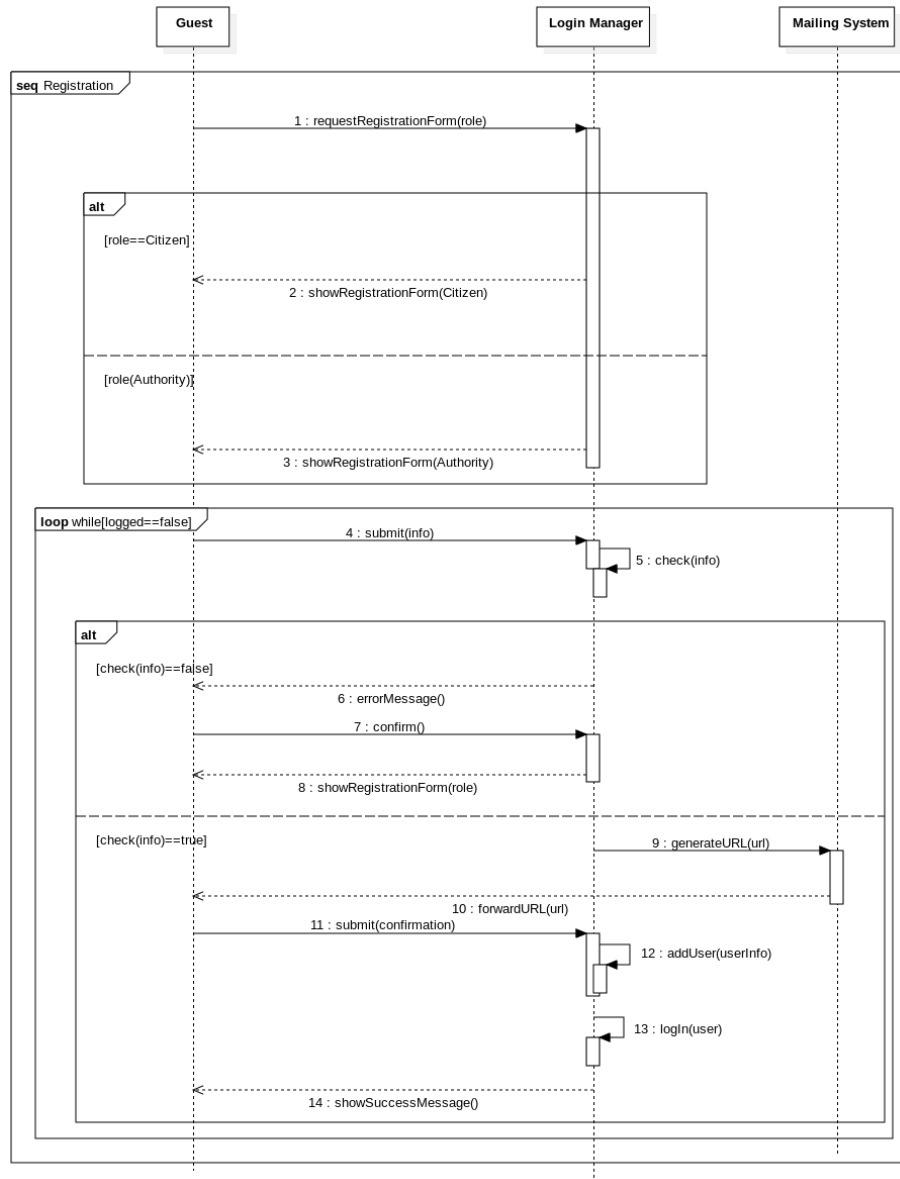 Guest
Login Manager
Mailing System
seq Registration
1 : requestRegistrationForm(role)
alt
[role==Citizen]
2 : showRegistrationForm(Citizen)
[role(Authority)]
3 : showRegistrationForm(Authority)
loop while[logged==false]
4 : submit(info)
5 : check(info)
alt
[check(info)==false]
6 : errorMessage()
7 : confirm()
8 : showRegistrationForm(role)
[check(info)==true]
9 : generateURL(url)
10 : forwardURL(url)
11 : submit(confirmation)
12 : addUser(userInfo)
13 : logIn(user)
14 : showSuccessMessage()